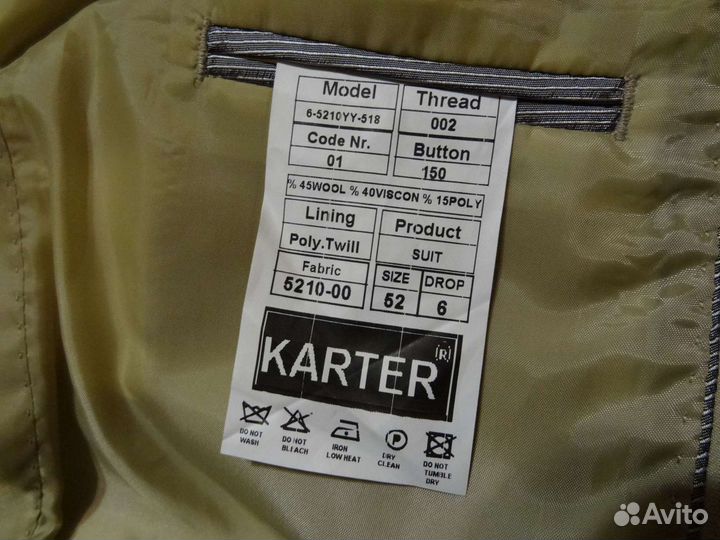 Model Thread
6-5210YY-518 002
Code Nr. Button
01 150
% 45WOOL % 40VISCON % 15POLY
Lining Product
Poly.Twill SUIT
Fabric SIZE DROP
5210-00 52 6
KARTER (R)
DO NOT WASH
DO NOT BLEACH
IRON LOW HEAT
P
DRY CLEAN
DO NOT TUMBLE DRY
Avito